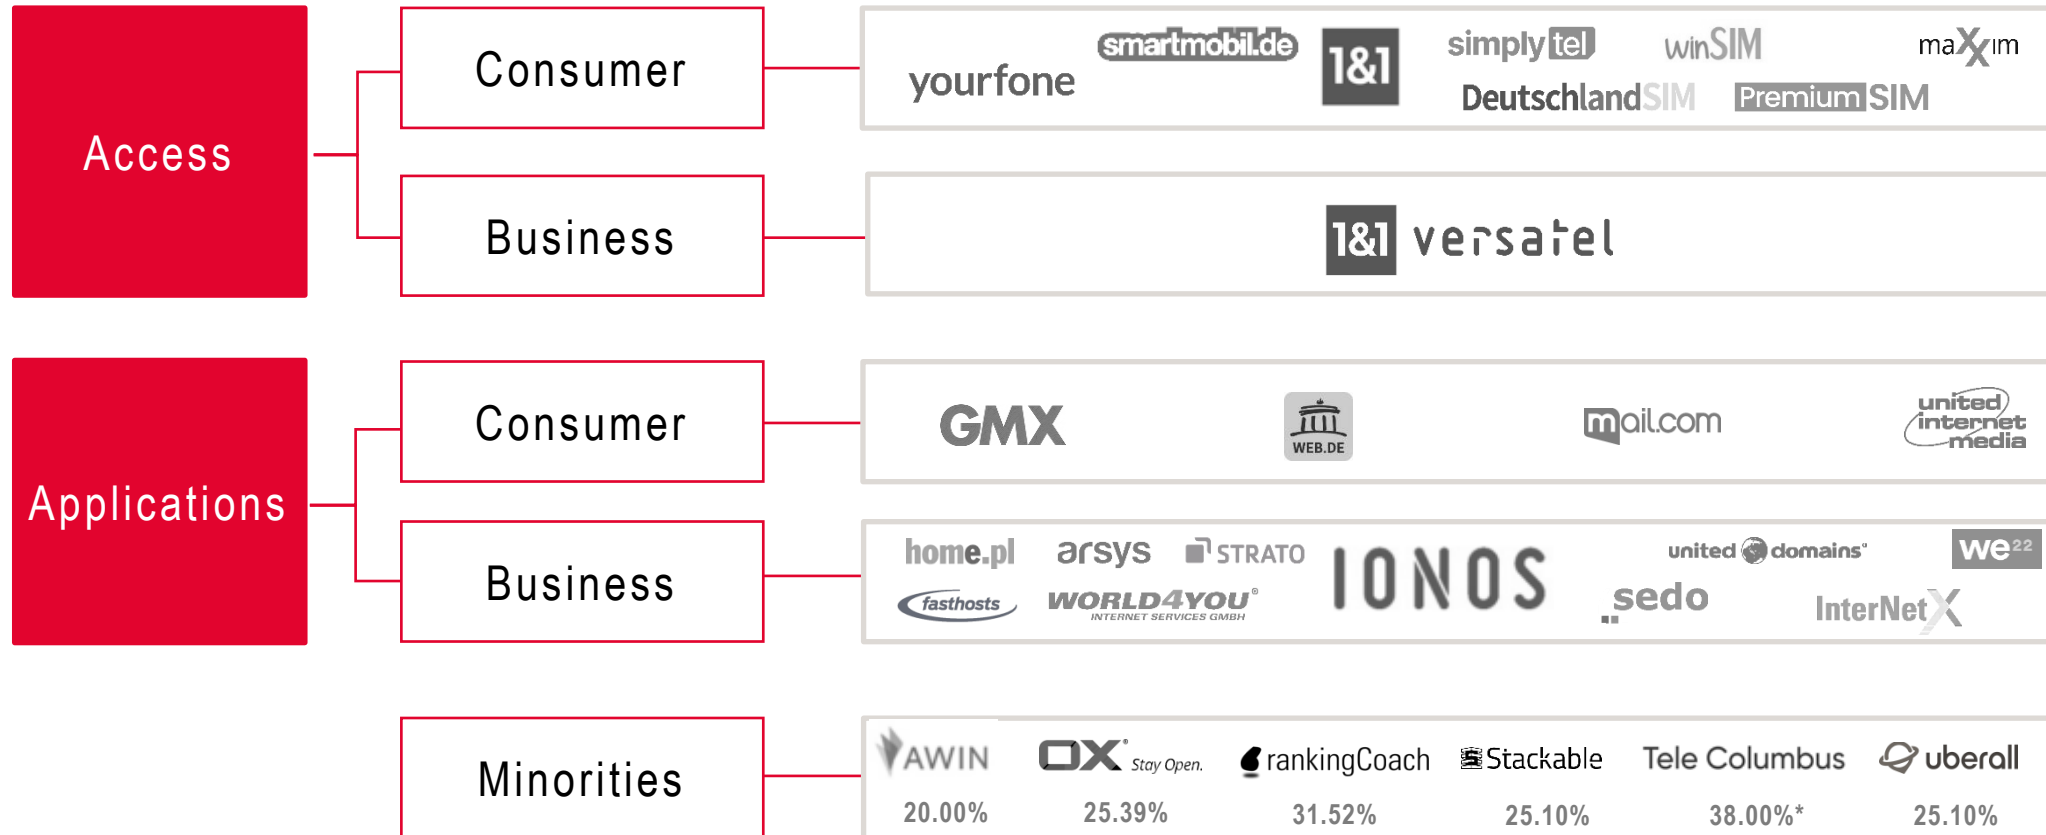 Access
Consumer
yourfone
smartmobil.de
1&1
simply tel
winSIM
maXXim
DeutschlandSIM
Premium SIM
Business
1&1 versatel
Applications
Consumer
GMX
WEB.DE
mail.com
united
internet
media
Business
home.pl
arsys
STRATO
IONOS
united domains®
we22
fasthosts
WORLD4YOU®
INTERNET SERVICES GMBH
sedo
InterNetX
Minorities
AWIN
OX® Stay Open.
rankingCoach
Stackable
Tele Columbus
uberall
20.00%
25.39%
31.52%
25.10%
38.00%*
25.10%